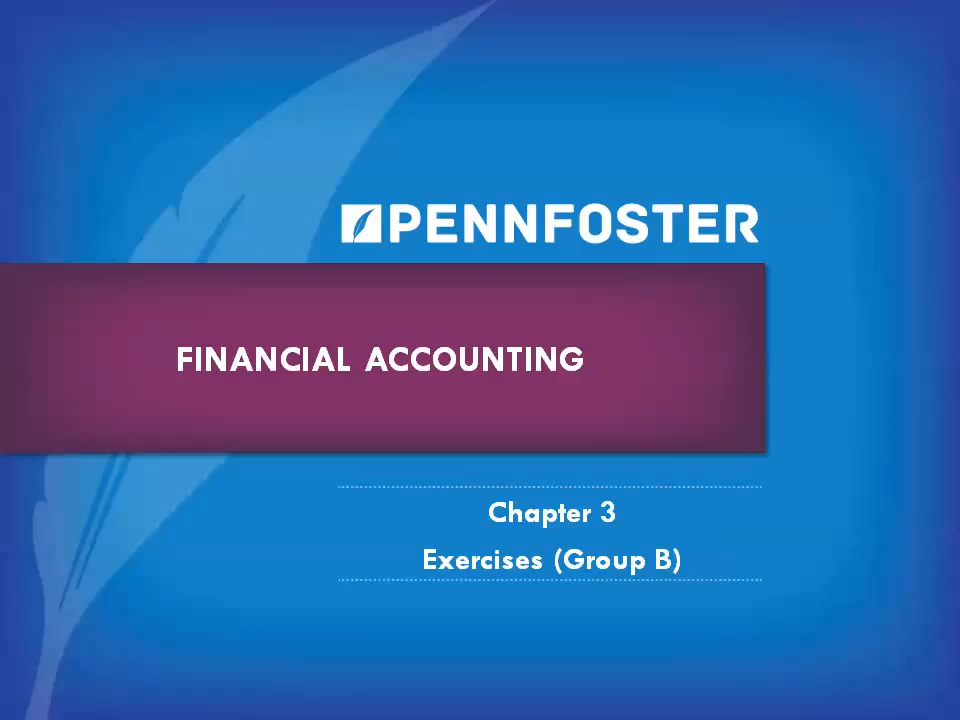 PENNFOSTER
FINANCIAL ACCOUNTING
Chapter 3
Exercises (Group B)